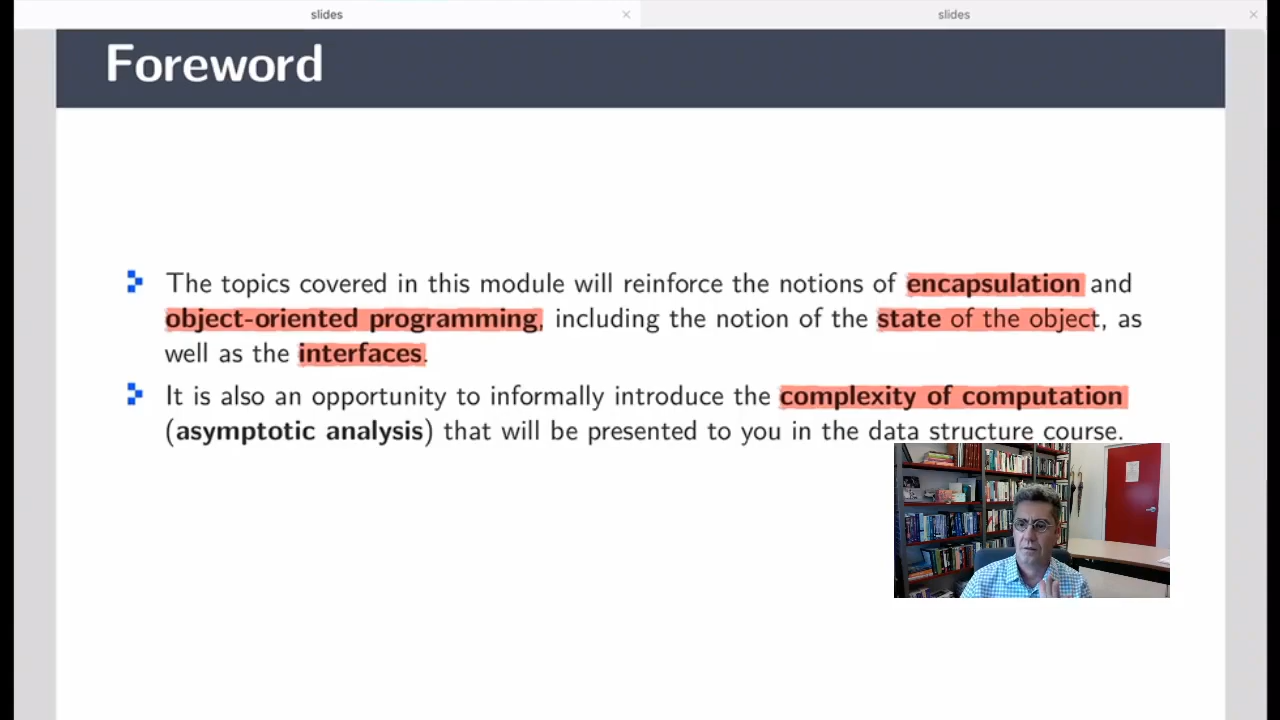 slides
slides
Foreword
The topics covered in this module will reinforce the notions of encapsulation and
object-oriented programming, including the notion of the state of the object, as
well as the interfaces.
It is also an opportunity to informally introduce the complexity of computation
(asymptotic analysis) that will be presented to you in the data structure course.